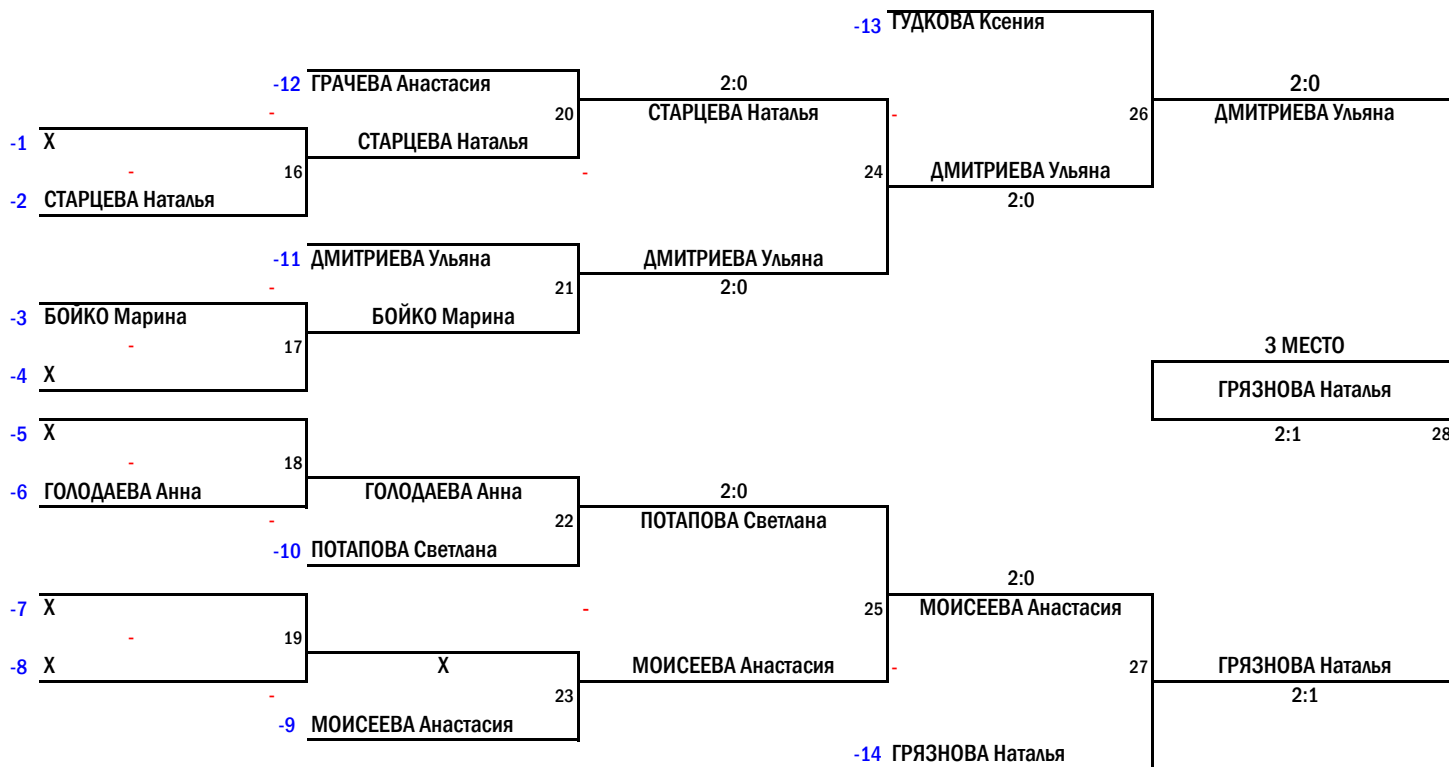 -13 ГУДКОВА Ксения
-12 ГРАЧЕВА Анастасия 2:0 2:0
- 20 СТАРЦЕВА Наталья - 26 ДМИТРИЕВА Ульяна
-1 X СТАРЦЕВА Наталья
- 16 - 24 ДМИТРИЕВА Ульяна
-2 СТАРЦЕВА Наталья 2:0
-11 ДМИТРИЕВА Ульяна ДМИТРИЕВА Ульяна
- 21 2:0
-3 БОЙКО Марина БОЙКО Марина
- 17 3 МЕСТО
-4 X ГРЯЗНОВА Наталья
-5 X 2:1 28
- 18
-6 ГОЛОДАЕВА Анна ГОЛОДАЕВА Анна 2:0
- 22 ПОТАПОВА Светлана
-10 ПОТАПОВА Светлана
2:0
-7 X - 25 МОИСЕЕВА Анастасия
- 19
-8 X X МОИСЕЕВА Анастасия - 27 ГРЯЗНОВА Наталья
- 23 2:1
-9 МОИСЕЕВА Анастасия
-14 ГРЯЗНОВА Наталья